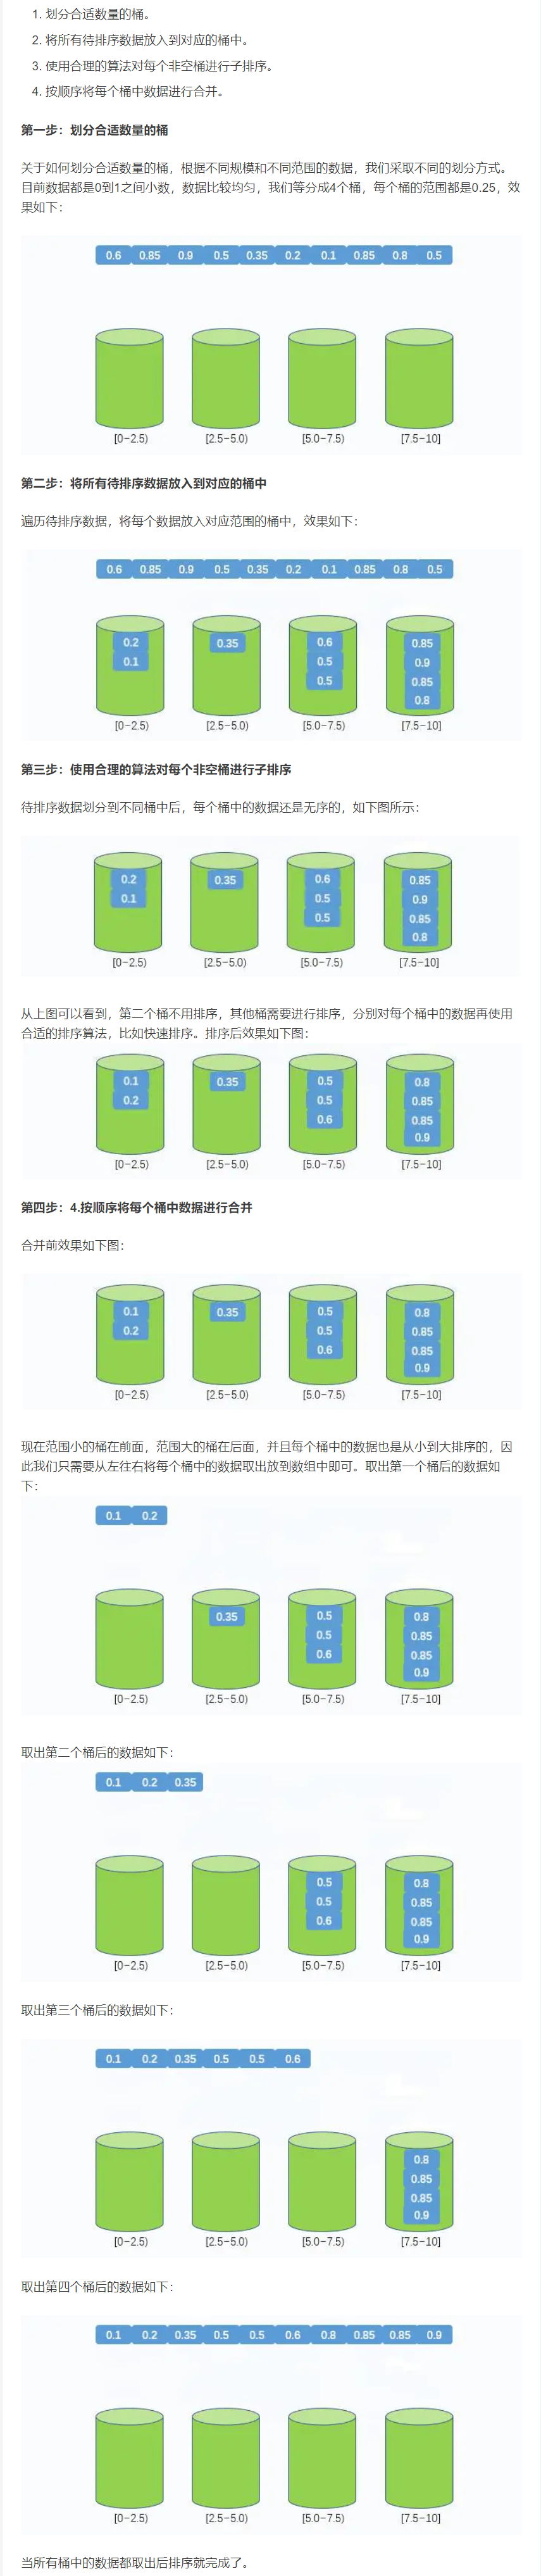 1. 划分合适数量的桶。
2. 将所有待排序数据放入到对应的桶中。
3. 使用合理的算法对每个非空桶进行子排序。
4. 按顺序将每个桶中数据进行合并。
第一步：划分合适数量的桶
关于如何划分合适数量的桶，根据不同规模和不同范围的数据，我们采取不同的划分方式。
目前数据都是0到1之间小数，数据比较均匀，我们等分成4个桶，每个桶的范围都是0.25，效
果如下：
0.6 0.85 0.9 0.5 0.35 0.2 0.1 0.85 0.8 0.5
[0-2.5) [2.5-5.0) [5.0-7.5) [7.5-10]
第二步：将所有待排序数据放入到对应的桶中
遍历待排序数据，将每个数据放入对应范围的桶中，效果如下：
0.6 0.85 0.9 0.5 0.35 0.2 0.1 0.85 0.8 0.5
0.2 0.35 0.6 0.85
0.1 0.5 0.9
0.5 0.85
0.8
[0-2.5) [2.5-5.0) [5.0-7.5) [7.5-10]
第三步：使用合理的算法对每个非空桶进行子排序
待排序数据划分到不同桶中后，每个桶中的数据还是无序的，如下图所示：
0.2 0.35 0.6 0.85
0.1 0.5 0.9
0.5 0.85
0.8
[0-2.5) [2.5-5.0) [5.0-7.5) [7.5-10]
从上图可以看到，第二个桶不用排序，其他桶需要进行排序，分别对每个桶中的数据再使用
合适的排序算法，比如快速排序。排序后效果如下图：
0.1 0.35 0.5 0.8
0.2 0.5 0.85
0.6 0.85
0.9
[0-2.5) [2.5-5.0) [5.0-7.5) [7.5-10]
第四步：4.按顺序将每个桶中数据进行合并
合并前效果如下图：
0.1 0.35 0.5 0.8
0.2 0.5 0.85
0.6 0.85
0.9
[0-2.5) [2.5-5.0) [5.0-7.5) [7.5-10]
现在范围小的桶在前面，范围大的桶在后面，并且每个桶中的数据也是从小到大排序的，因
此我们只需要从左往右将每个桶中的数据取出放到数组中即可。取出第一个桶后的数据如
下：
0.1 0.2
0.35 0.5 0.8
0.5 0.85
0.6 0.85
0.9
[0-2.5) [2.5-5.0) [5.0-7.5) [7.5-10]
取出第二个桶后的数据如下：
0.1 0.2 0.35
0.5 0.8
0.5 0.85
0.6 0.85
0.9
[0-2.5) [2.5-5.0) [5.0-7.5) [7.5-10]
取出第三个桶后的数据如下：
0.1 0.2 0.35 0.5 0.5 0.6
0.8
0.85
0.85
0.9
[0-2.5) [2.5-5.0) [5.0-7.5) [7.5-10]
取出第四个桶后的数据如下：
0.1 0.2 0.35 0.5 0.5 0.6 0.8 0.85 0.85 0.9
[0-2.5) [2.5-5.0) [5.0-7.5) [7.5-10]
当所有桶中的数据都取出后排序就完成了。